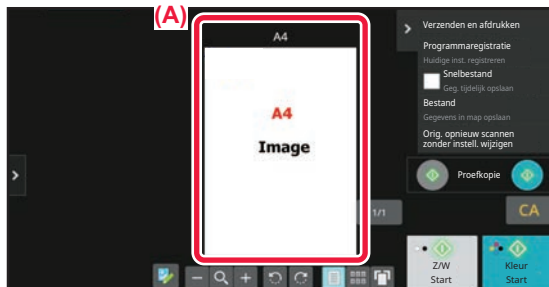 (A)
A4
A4
Image
1/1
Verzenden en afdrukken
Programmaregistratie
Huidige inst. registreren
Snelbestand
Geg. tijdelijk opslaan
Bestand
Gegevens in map opslaan
Orig. opnieuw scannen
zonder instell. wijzigen
Proefkopie
CA
Z/W
Start
Kleur
Start